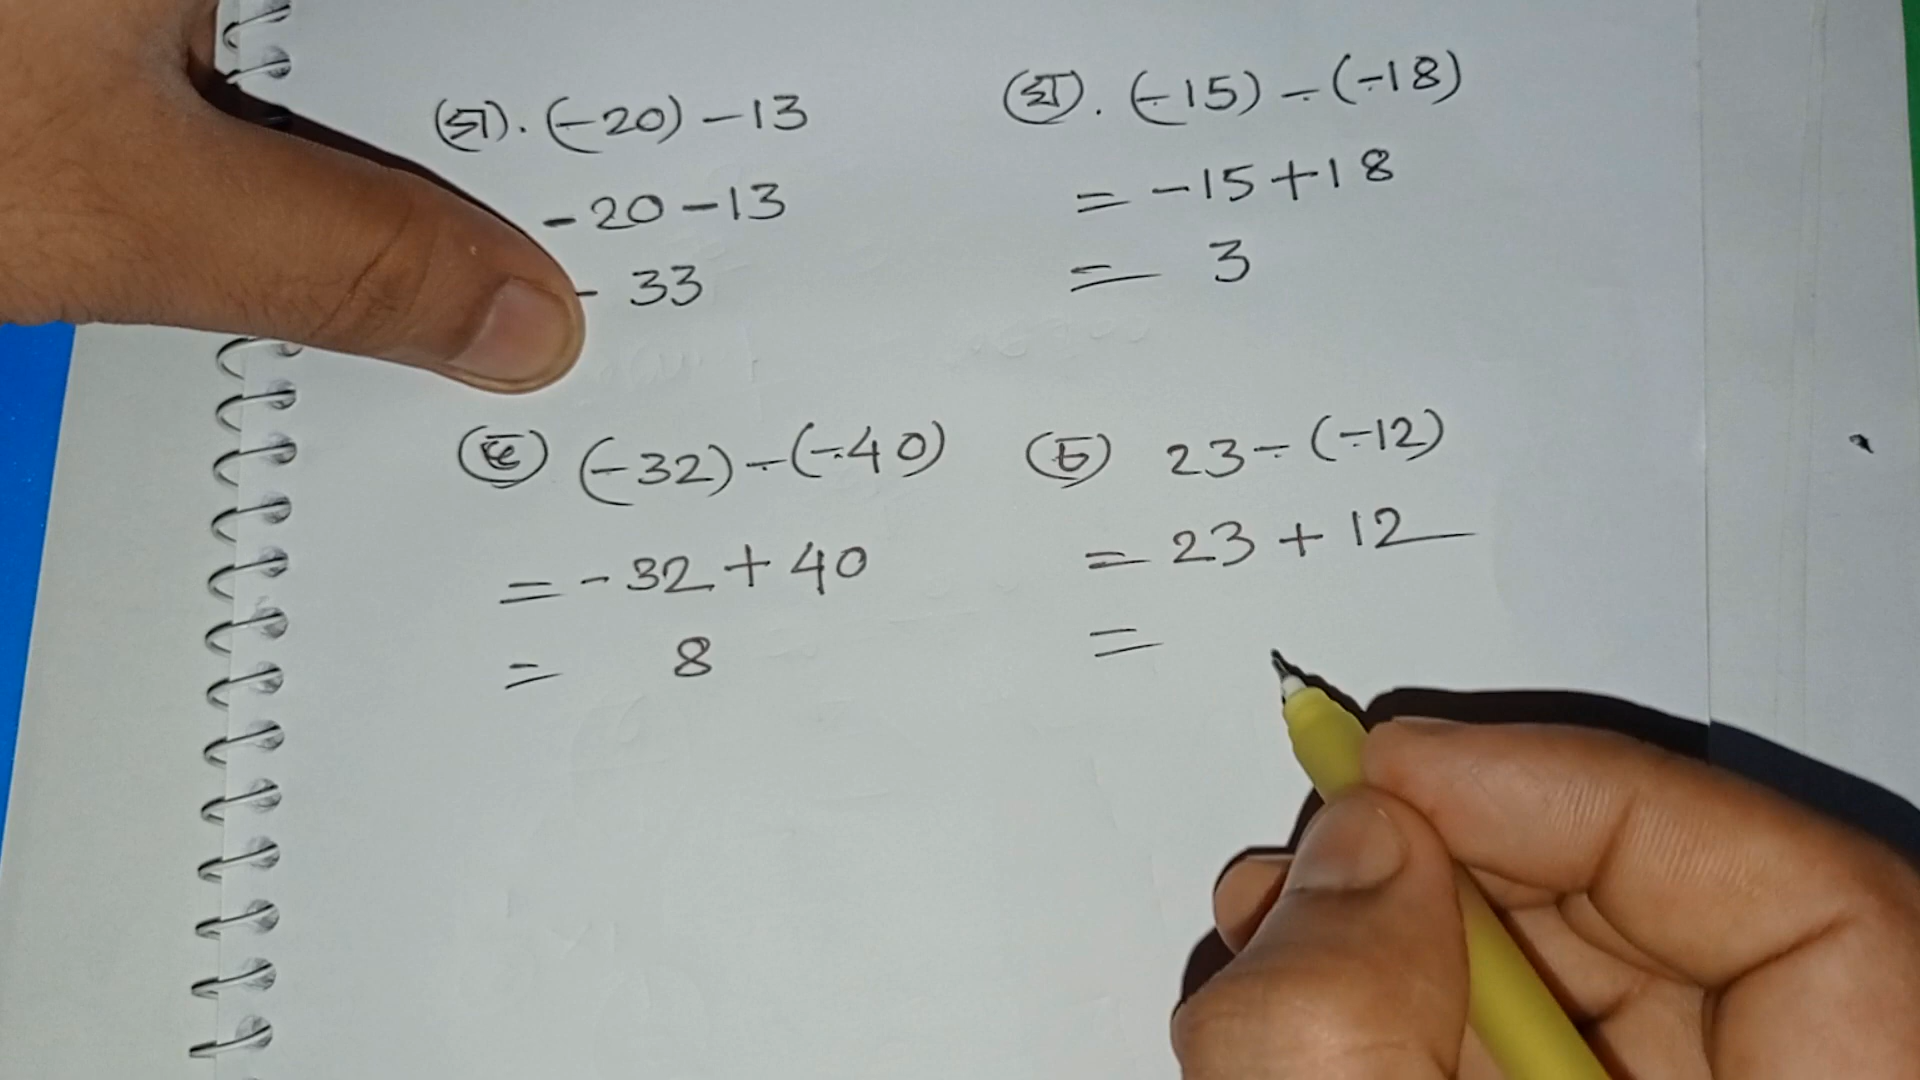 (ज्ञ). (-20) - 13
- 20 - 13
- 33
(ज्ञ). (-15) - (-18)
= - 15 + 18
= 3
(-32) - (-40)
= - 32 + 40
= 8
23 - (-12)
= 23 + 12
=